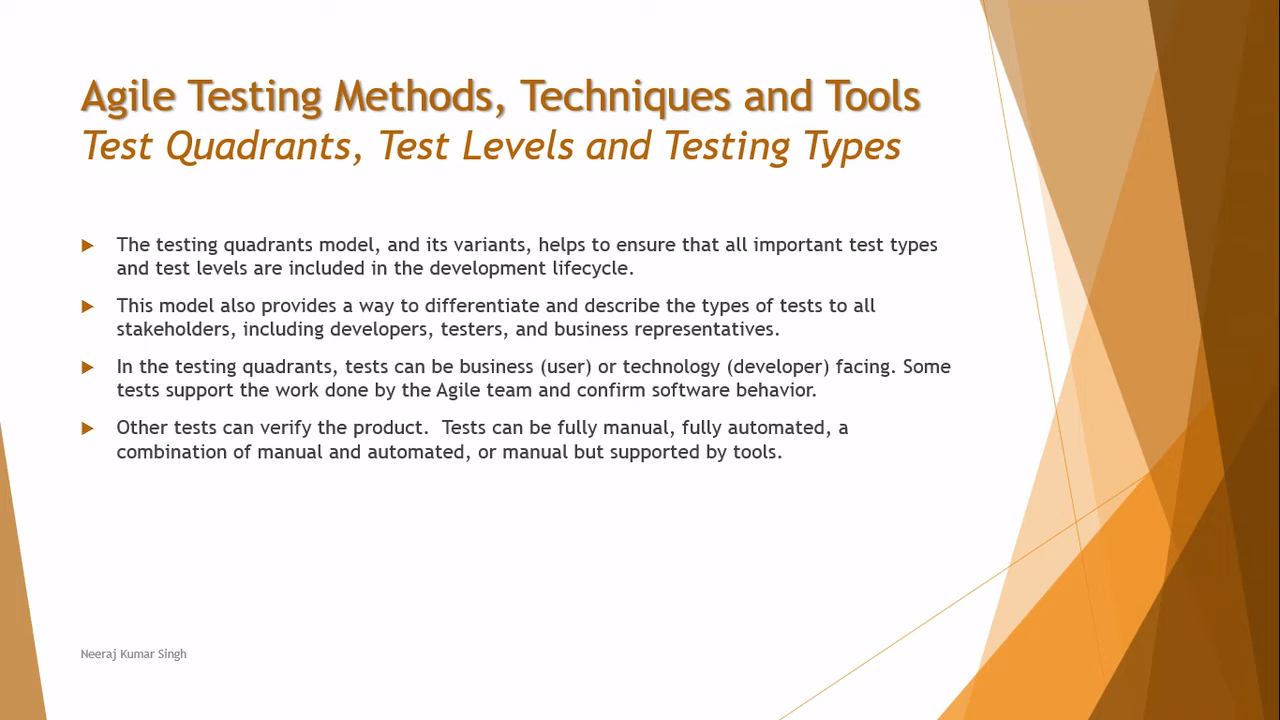 Agile Testing Methods, Techniques and Tools
Test Quadrants, Test Levels and Testing Types
The testing quadrants model, and its variants, helps to ensure that all important test types
and test levels are included in the development lifecycle.
This model also provides a way to differentiate and describe the types of tests to all
stakeholders, including developers, testers, and business representatives.
In the testing quadrants, tests can be business (user) or technology (developer) facing. Some
tests support the work done by the Agile team and confirm software behavior.
Other tests can verify the product.  Tests can be fully manual, fully automated, a
combination of manual and automated, or manual but supported by tools.
Neeraj Kumar Singh